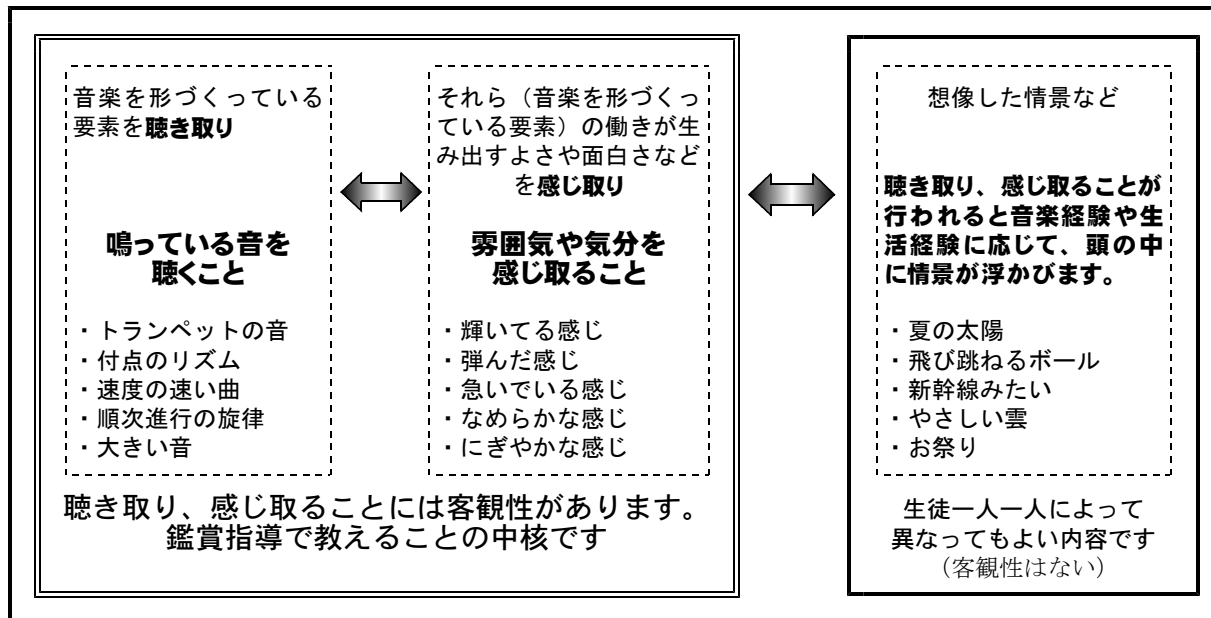 音楽を形づくっている
要素を聴き取り
鳴っている音を
聴くこと
・トランペットの音
・付点のリズム
・速度の速い曲
・順次進行の旋律
・大きい音
それら（音楽を形づくっ
ている要素）の働きが生
み出すよさや面白さなど
を感じ取り
雰囲気や気分を
感じ取ること
・輝いてる感じ
・弾んだ感じ
・急いでいる感じ
・なめらかな感じ
・にぎやかな感じ
聴き取り、感じ取ることには客観性があります。
鑑賞指導で教えることの中核です
想像した情景など
聴き取り、感じ取ることが
行われると音楽経験や生
活経験に応じて、頭の中
に情景が浮かびます。
・夏の太陽
・飛び跳ねるボール
・新幹線みたい
・やさしい雲
・お祭り
生徒一人一人によって
異なってもよい内容です
（客観性はない）